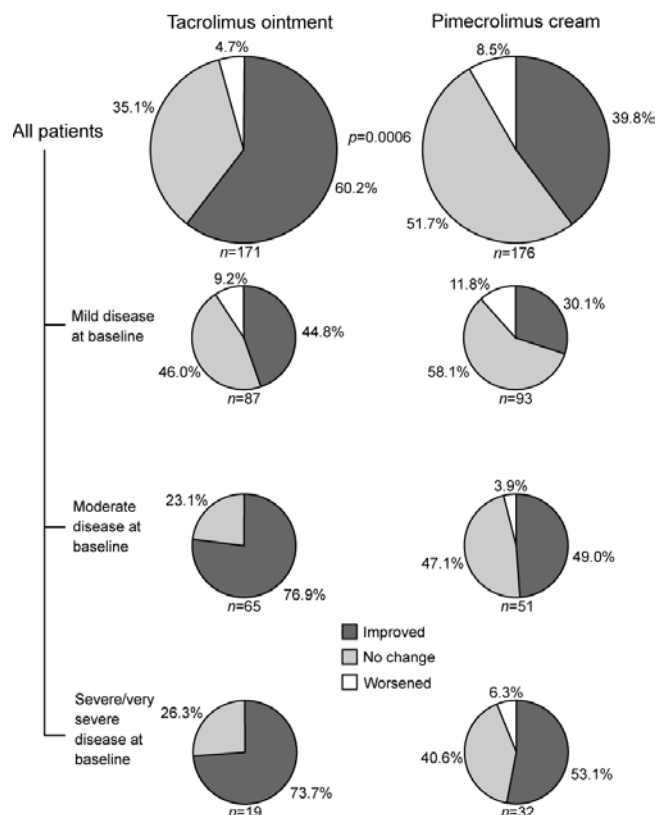 Tacrolimus ointment
Pimecrolimus cream
4.7%
8.5%
35.1%
39.8%
All patients
p=0.0006
60.2%
51.7%
n=171
n=176
9.2%
11.8%
30.1%
Mild disease
at baseline
44.8%
46.0%
58.1%
n=87
n=93
3.9%
23.1%
Moderate
disease at
baseline
47.1%
49.0%
76.9%
n=65
n=51
Improved
No change
Worsened
Severe/very
severe
disease at
baseline
6.3%
26.3%
40.6%
53.1%
73.7%
n=19
n=32